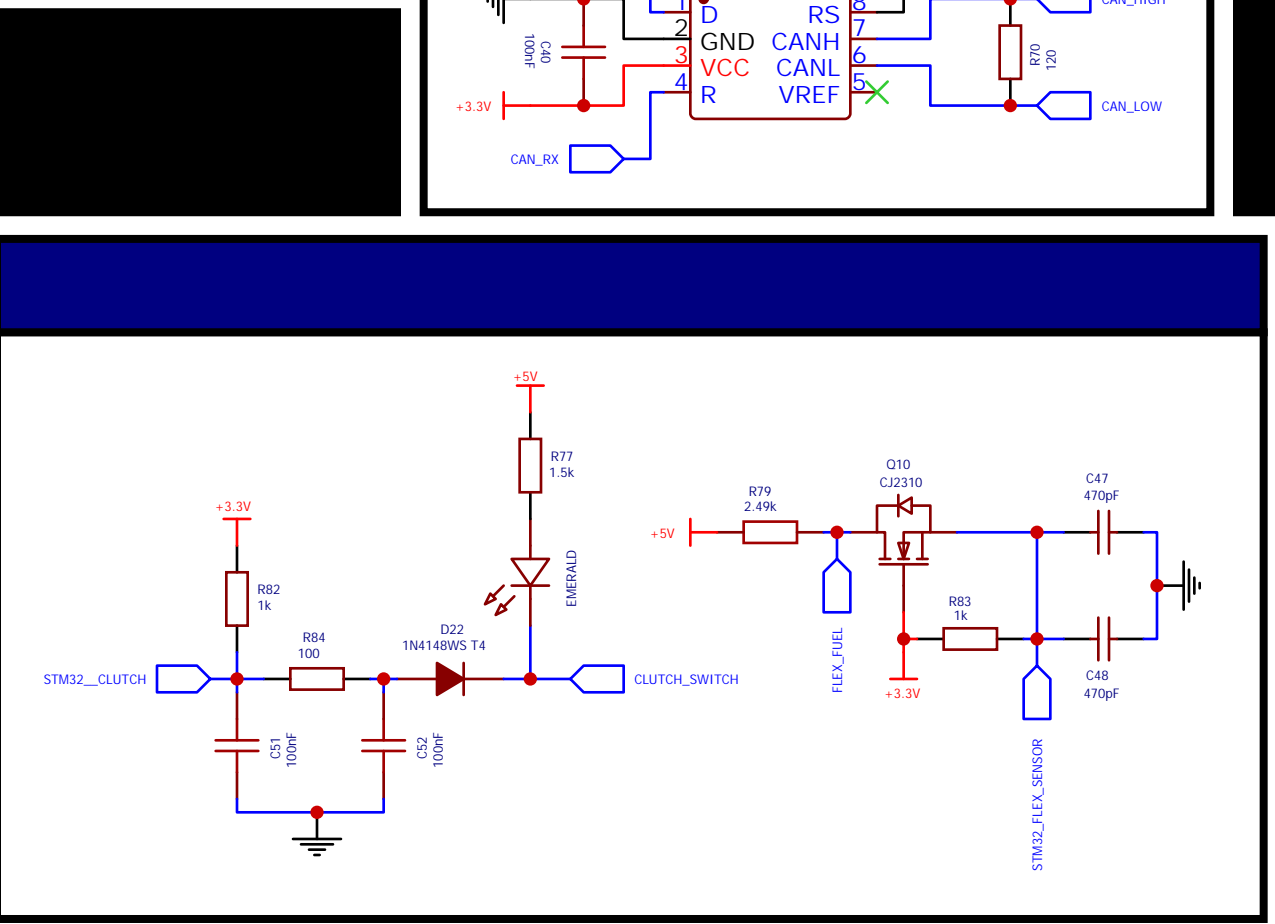 1
D
2
GND
3
VCC
4
R
RS
8
CANH
7
CANL
6
VREF
5
C40
100nF
+3.3V
CAN_RX
R70
120
CAN_HIGH
CAN_LOW
+5V
R77
1.5k
EMERALD
+3.3V
R82
1k
R84
100
D22
1N4148WS T4
STM32__CLUTCH
CLUTCH_SWITCH
C51
100nF
C52
100nF
Q10
CJ2310
R79
2.49k
+5V
FLEX_FUEL
R83
1k
+3.3V
C47
470pF
C48
470pF
STM32_FLEX_SENSOR